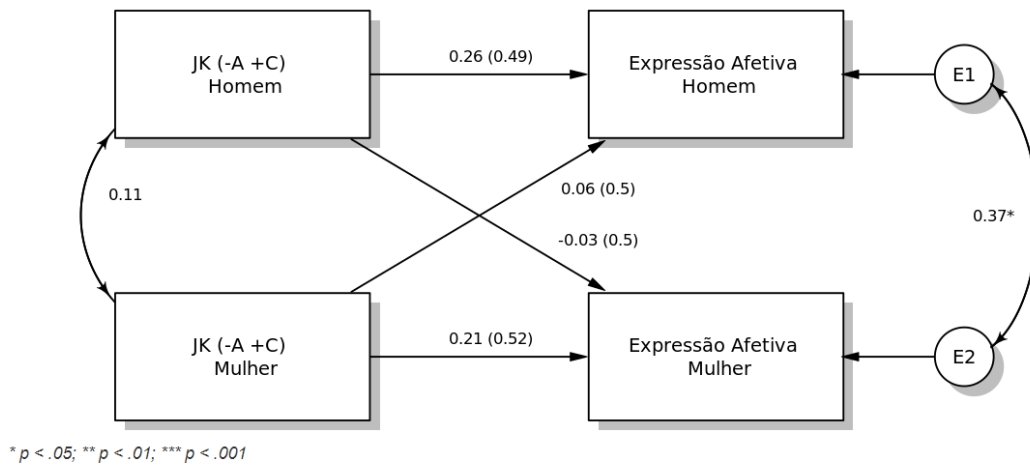 JK (-A +C)
Homem
0.26 (0.49)
Expressão Afetiva
Homem
E1
0.11
0.06 (0.5)
-0.03 (0.5)
0.37*
JK (-A +C)
Mulher
0.21 (0.52)
Expressão Afetiva
Mulher
E2
* p < .05; ** p < .01; *** p < .001